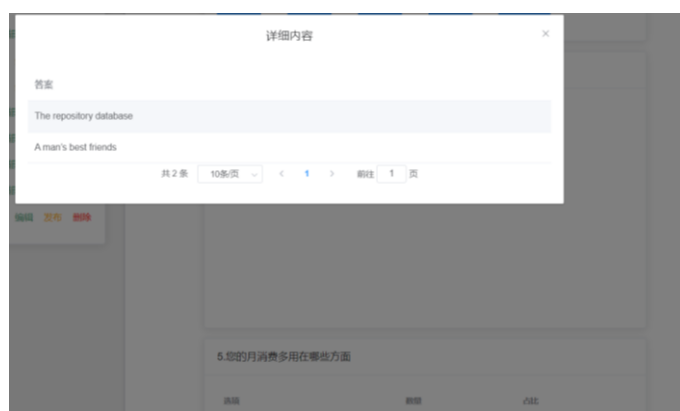 详细内容
×
答案
The repository database
A man's best friends
共 2 条 10条/页 < 1 > 前往 1 页
编辑 发布 删除
5.您的月消费多用在哪些方面
选项 数量 占比